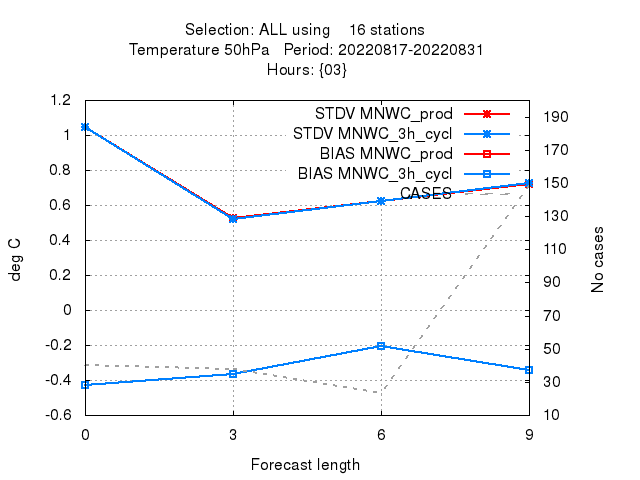 Selection: ALL using 16 stations
Temperature 50hPa Period: 20220817-20220831
Hours: {03}
STDV MNWC_prod
STDV MNWC_3h_cycl
BIAS MNWC_prod
BIAS MNWC_3h_cycl
CASES
1.2
1
0.8
0.6
0.4
0.2
0
-0.2
-0.4
-0.6
deg C
190
170
150
130
110
90
70
50
30
10
No cases
0 3 6 9
Forecast length